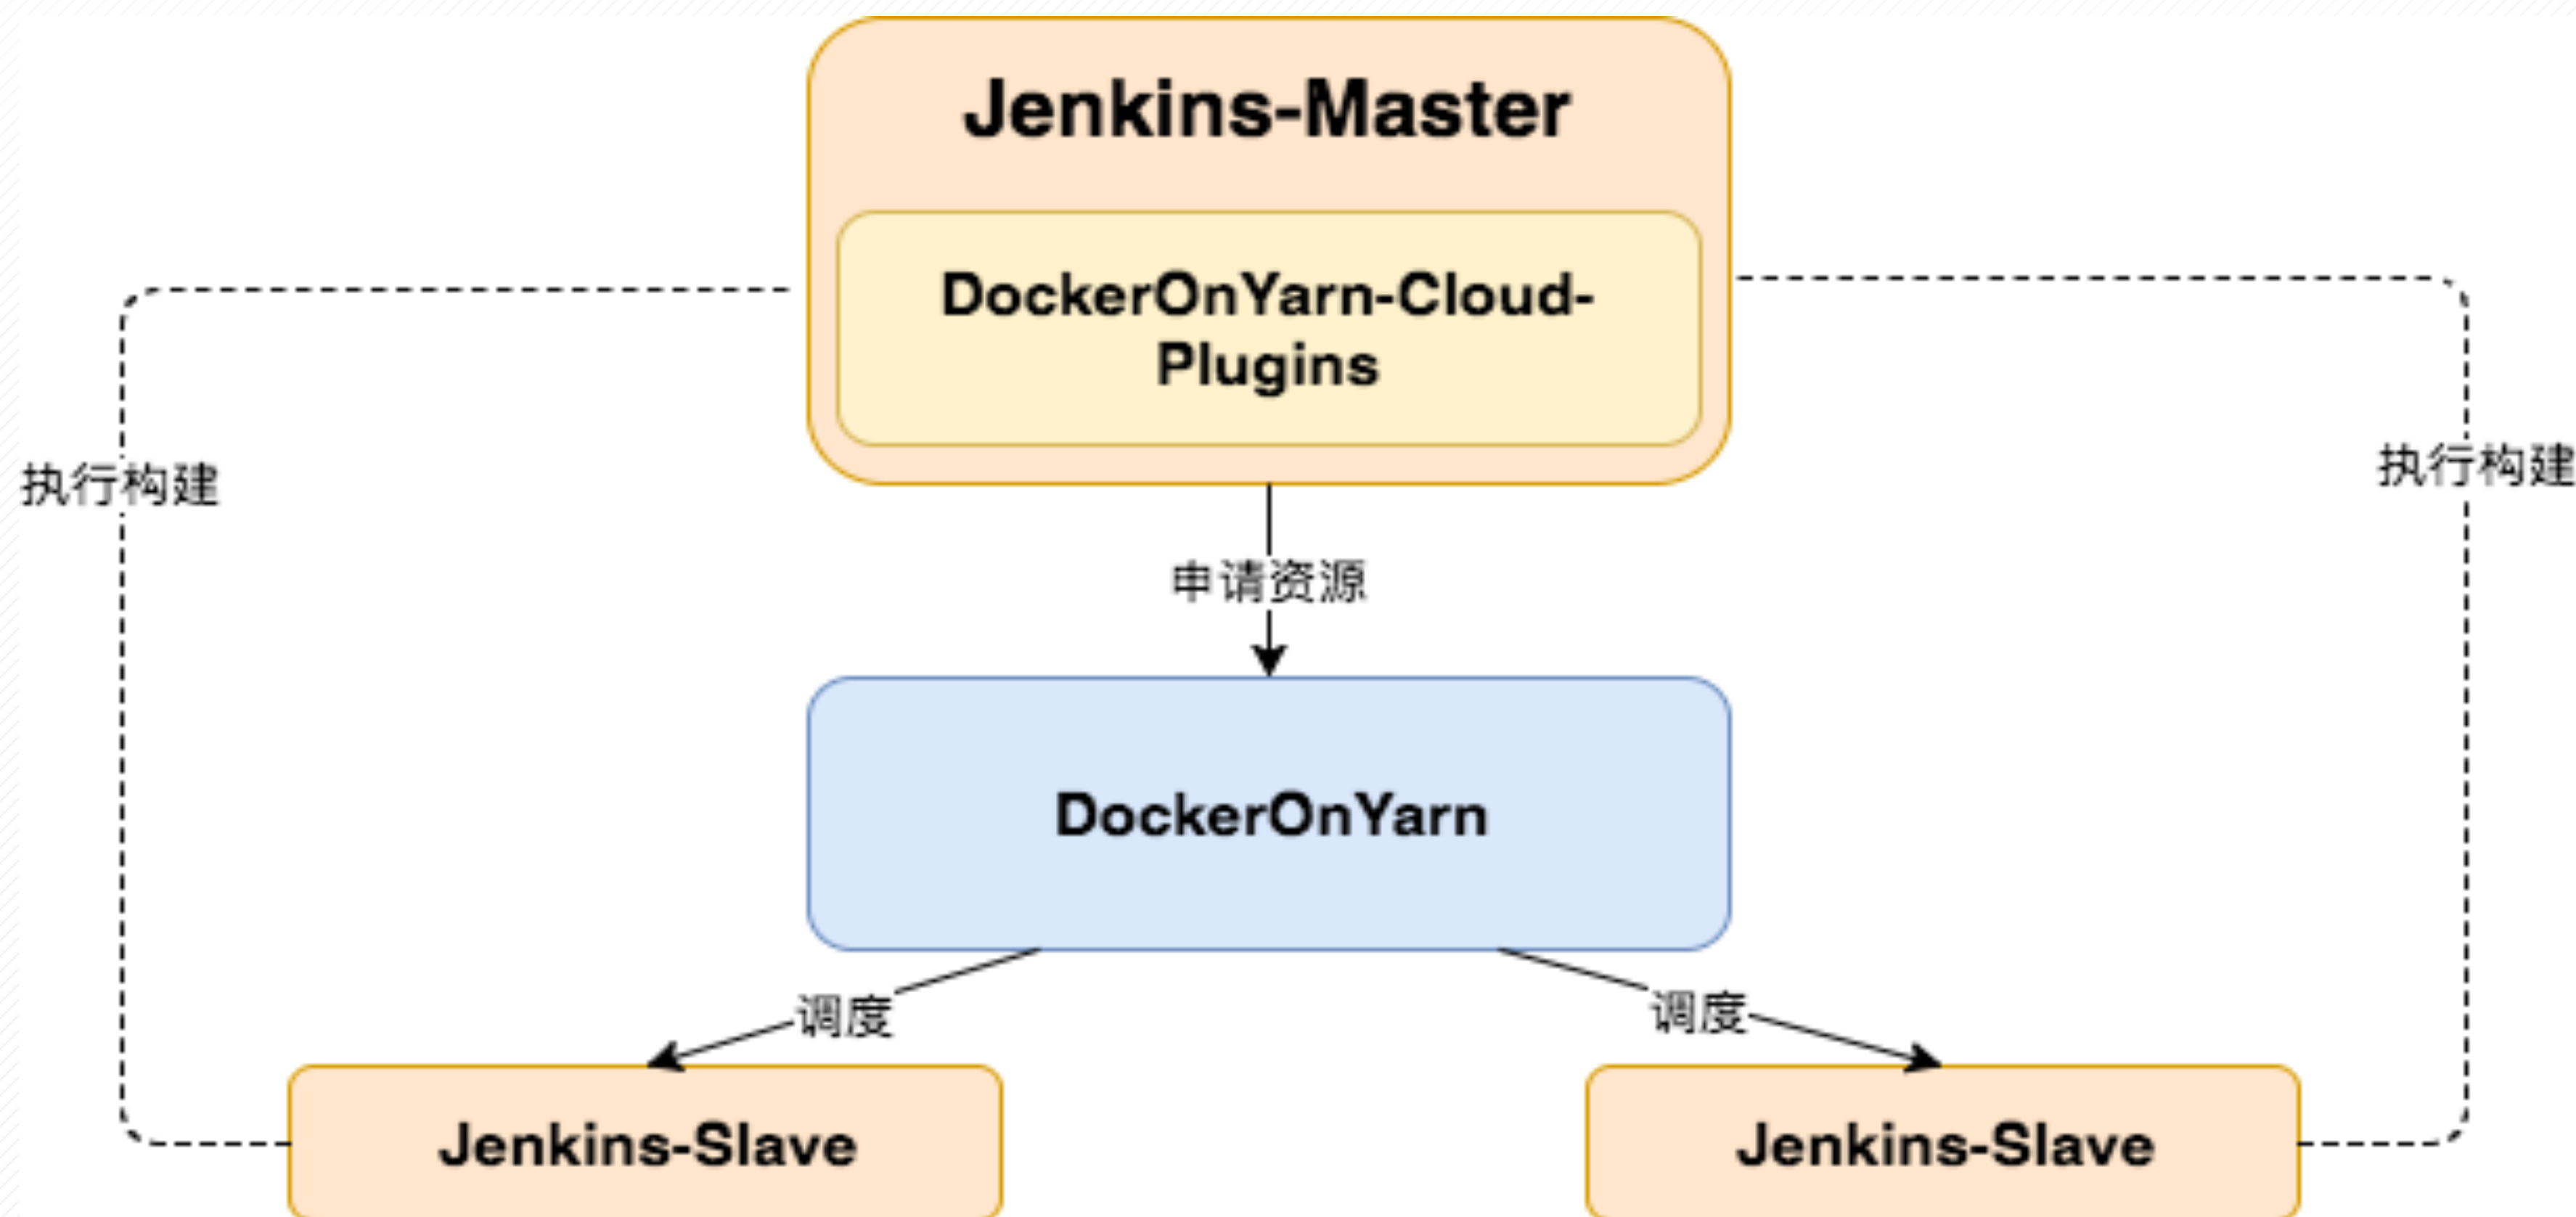 Jenkins-Master
DockerOnYarn-Cloud-
Plugins
执行构建
执行构建
申请资源
DockerOnYarn
调度
调度
Jenkins-Slave
Jenkins-Slave